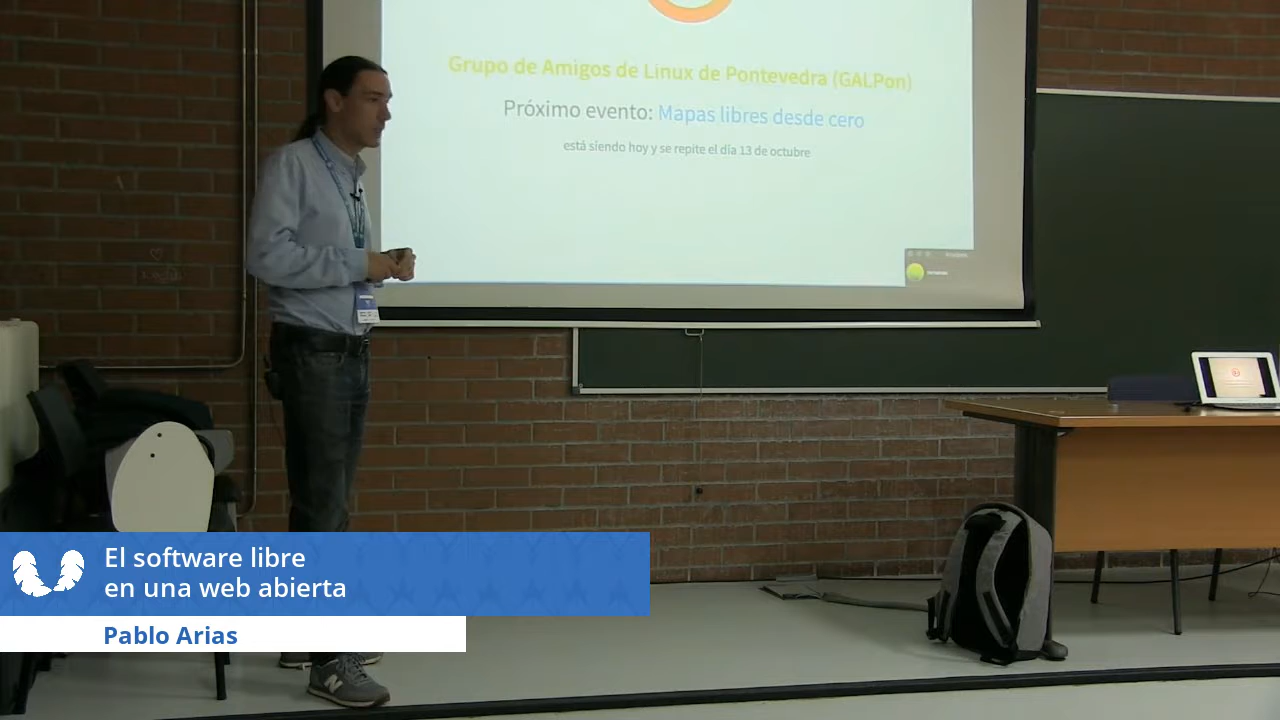 Grupo de Amigos de Linux de Pontevedra (GALPon)
Próximo evento: Mapas libres desde cero
está siendo hoy y se repite el día 13 de octubre
El software libre
en una web abierta
Pablo Arias